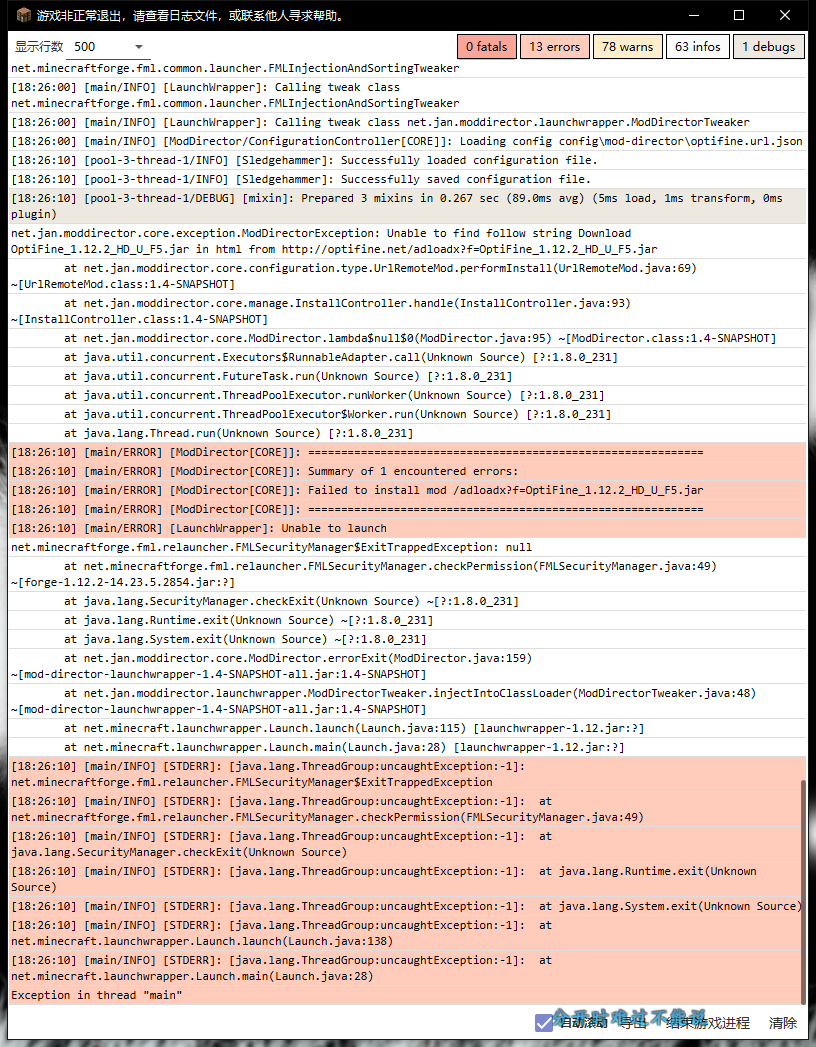 游戏非正常退出，请查看日志文件，或联系他人寻求帮助。
显示行数 500 0 fatals 13 errors 78 warns 63 infos 1 debugs
net.minecraftforge.fml.common.launcher.FMLInjectionAndSortingTweaker
[18:26:00] [main/INFO] [LaunchWrapper]: Calling tweak class
net.minecraftforge.fml.common.launcher.FMLInjectionAndSortingTweaker
[18:26:00] [main/INFO] [LaunchWrapper]: Calling tweak class net.jan.moddirector.launchwrapper.ModDirectorTweaker
[18:26:00] [main/INFO] [ModDirector/ConfigurationController[CORE]]: Loading config config\mod-director\optifine.url.json
[18:26:10] [pool-3-thread-1/INFO] [Sledgehammer]: Successfully loaded configuration file.
[18:26:10] [pool-3-thread-1/INFO] [Sledgehammer]: Successfully saved configuration file.
[18:26:10] [pool-3-thread-1/DEBUG] [mixin]: Prepared 3 mixins in 0.267 sec (89.0ms avg) (5ms load, 1ms transform, 0ms
plugin)
net.jan.moddirector.core.exception.ModDirectorException: Unable to find follow string Download
OptiFine_1.12.2_HD_U_F5.jar in html from http://optifine.net/adloadx?f=OptiFine_1.12.2_HD_U_F5.jar
at net.jan.moddirector.core.configuration.type.UrlRemoteMod.performInstall(UrlRemoteMod.java:69)
~[UrlRemoteMod.class:1.4-SNAPSHOT]
at net.jan.moddirector.core.manage.InstallController.handle(InstallController.java:93)
~[InstallController.class:1.4-SNAPSHOT]
at net.jan.moddirector.core.ModDirector.lambda$null$0(ModDirector.java:95) ~[ModDirector.class:1.4-SNAPSHOT]
at java.util.concurrent.Executors$RunnableAdapter.call(Unknown Source) [?:1.8.0_231]
at java.util.concurrent.FutureTask.run(Unknown Source) [?:1.8.0_231]
at java.util.concurrent.ThreadPoolExecutor.runWorker(Unknown Source) [?:1.8.0_231]
at java.util.concurrent.ThreadPoolExecutor$Worker.run(Unknown Source) [?:1.8.0_231]
at java.lang.Thread.run(Unknown Source) [?:1.8.0_231]
[18:26:10] [main/ERROR] [ModDirector[CORE]]: ============================================================
[18:26:10] [main/ERROR] [ModDirector[CORE]]: Summary of 1 encountered errors:
[18:26:10] [main/ERROR] [ModDirector[CORE]]: Failed to install mod /adloadx?f=OptiFine_1.12.2_HD_U_F5.jar
[18:26:10] [main/ERROR] [ModDirector[CORE]]: ============================================================
[18:26:10] [main/ERROR] [LaunchWrapper]: Unable to launch
net.minecraftforge.fml.relauncher.FMLSecurityManager$ExitTrappedException: null
at net.minecraftforge.fml.relauncher.FMLSecurityManager.checkPermission(FMLSecurityManager.java:49)
~[forge-1.12.2-14.23.5.2854.jar:?]
at java.lang.SecurityManager.checkExit(Unknown Source) ~[?:1.8.0_231]
at java.lang.Runtime.exit(Unknown Source) ~[?:1.8.0_231]
at java.lang.System.exit(Unknown Source) ~[?:1.8.0_231]
at net.jan.moddirector.core.ModDirector.errorExit(ModDirector.java:159)
~[mod-director-launchwrapper-1.4-SNAPSHOT-all.jar:1.4-SNAPSHOT]
at net.jan.moddirector.launchwrapper.ModDirectorTweaker.injectIntoClassLoader(ModDirectorTweaker.java:48)
~[mod-director-launchwrapper-1.4-SNAPSHOT-all.jar:1.4-SNAPSHOT]
at net.minecraft.launchwrapper.Launch.launch(Launch.java:115) [launchwrapper-1.12.jar:?]
at net.minecraft.launchwrapper.Launch.main(Launch.java:28) [launchwrapper-1.12.jar:?]
[18:26:10] [main/INFO] [STDERR]: [java.lang.ThreadGroup:uncaughtException:-1]:
net.minecraftforge.fml.relauncher.FMLSecurityManager$ExitTrappedException
[18:26:10] [main/INFO] [STDERR]: [java.lang.ThreadGroup:uncaughtException:-1]: at
net.minecraftforge.fml.relauncher.FMLSecurityManager.checkPermission(FMLSecurityManager.java:49)
[18:26:10] [main/INFO] [STDERR]: [java.lang.ThreadGroup:uncaughtException:-1]: at
java.lang.SecurityManager.checkExit(Unknown Source)
[18:26:10] [main/INFO] [STDERR]: [java.lang.ThreadGroup:uncaughtException:-1]: at java.lang.Runtime.exit(Unknown
Source)
[18:26:10] [main/INFO] [STDERR]: [java.lang.ThreadGroup:uncaughtException:-1]: at java.lang.System.exit(Unknown Source)
[18:26:10] [main/INFO] [STDERR]: [java.lang.ThreadGroup:uncaughtException:-1]: at
net.minecraft.launchwrapper.Launch.launch(Launch.java:138)
[18:26:10] [main/INFO] [STDERR]: [java.lang.ThreadGroup:uncaughtException:-1]: at
net.minecraft.launchwrapper.Launch.main(Launch.java:28)
Exception in thread "main"
自动滚动 导出 结束游戏进程 清除